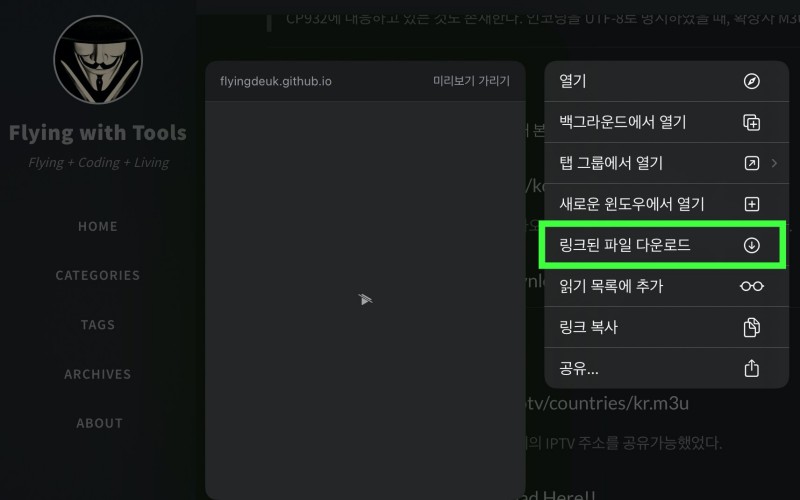 CP932에 대응하고 있는 것도 존재한다. 인코딩을 UTF-8로 명시하였을 때, 확장자 M3U
flyingdeuk.github.io
미리보기 가리기
Flying with Tools
Flying + Coding + Living
HOME
CATEGORIES
TAGS
ARCHIVES
ABOUT
열기
백그라운드에서 열기
탭 그룹에서 열기
새로운 윈도우에서 열기
링크된 파일 다운로드
읽기 목록에 추가
링크 복사
공유...
본
/countries/kr.m3u
의 IPTV 주소를 공유가능했었다.
Here!!